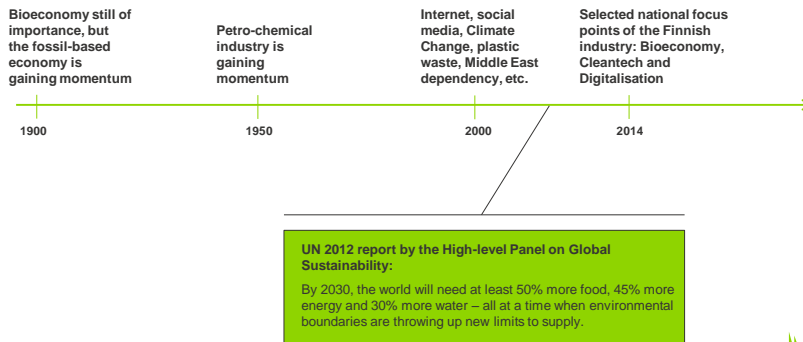 Bioeconomy still of
importance, but
the fossil-based
economy is
gaining momentum
Petro-chemical
industry is
gaining
momentum
Internet, social
media, Climate
Change, plastic
waste, Middle East
dependency, etc.
Selected national focus
points of the Finnish
industry: Bioeconomy,
Cleantech and
Digitalisation
1900
1950
2000
2014
UN 2012 report by the High-level Panel on Global
Sustainability:
By 2030, the world will need at least 50% more food, 45% more
energy and 30% more water – all at a time when environmental
boundaries are throwing up new limits to supply.